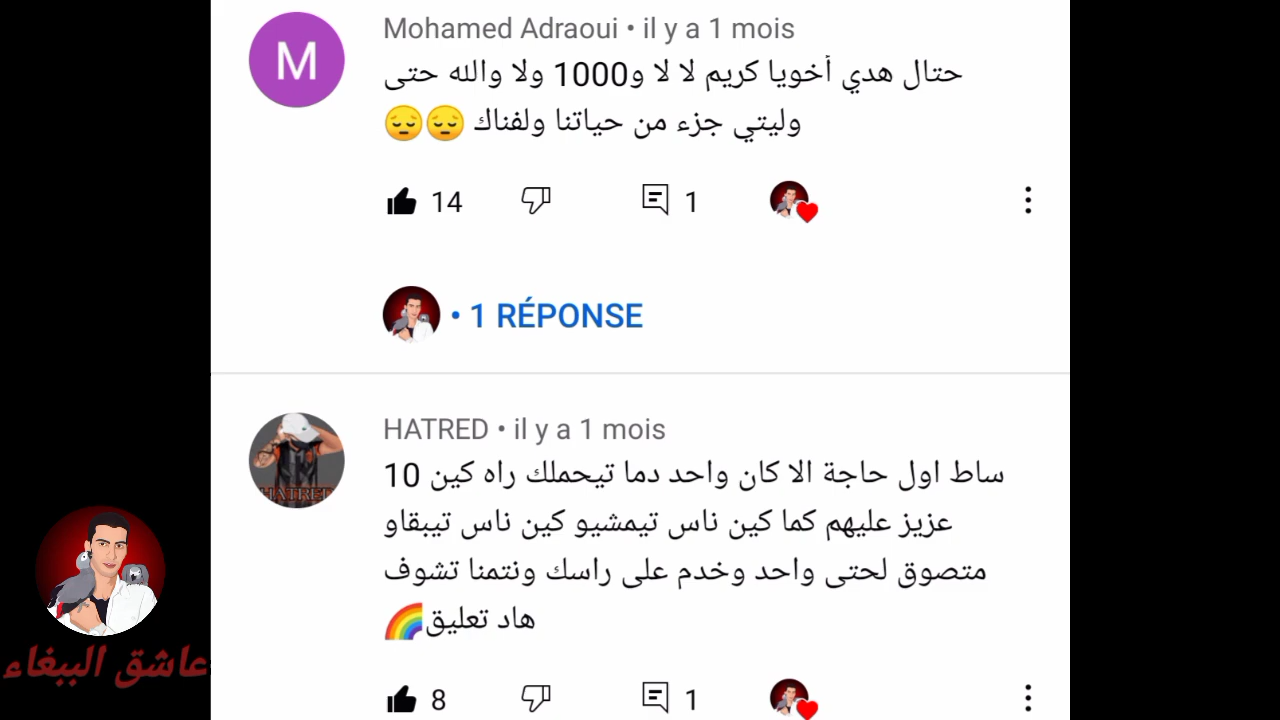 M
Mohamed Adraoui • il y a 1 mois
حتال هدي أخويا كريم لا لا و1000 ولا والله حتى
وليتي جزء من حياتنا ولفناك 😔😔
14
1
• 1 RÉPONSE
HATRED • il y a 1 mois
HATRED
ساط اول حاجة الا كان واحد دما تيحملك راه كين 10
عزيز عليهم كما كين ناس تيمشيو كين ناس تيبقاو
متصوق لحتى واحد وخدم على راسك ونتمنا تشوف
هاد تعليق🌈
8
1
عاشق الببغاء